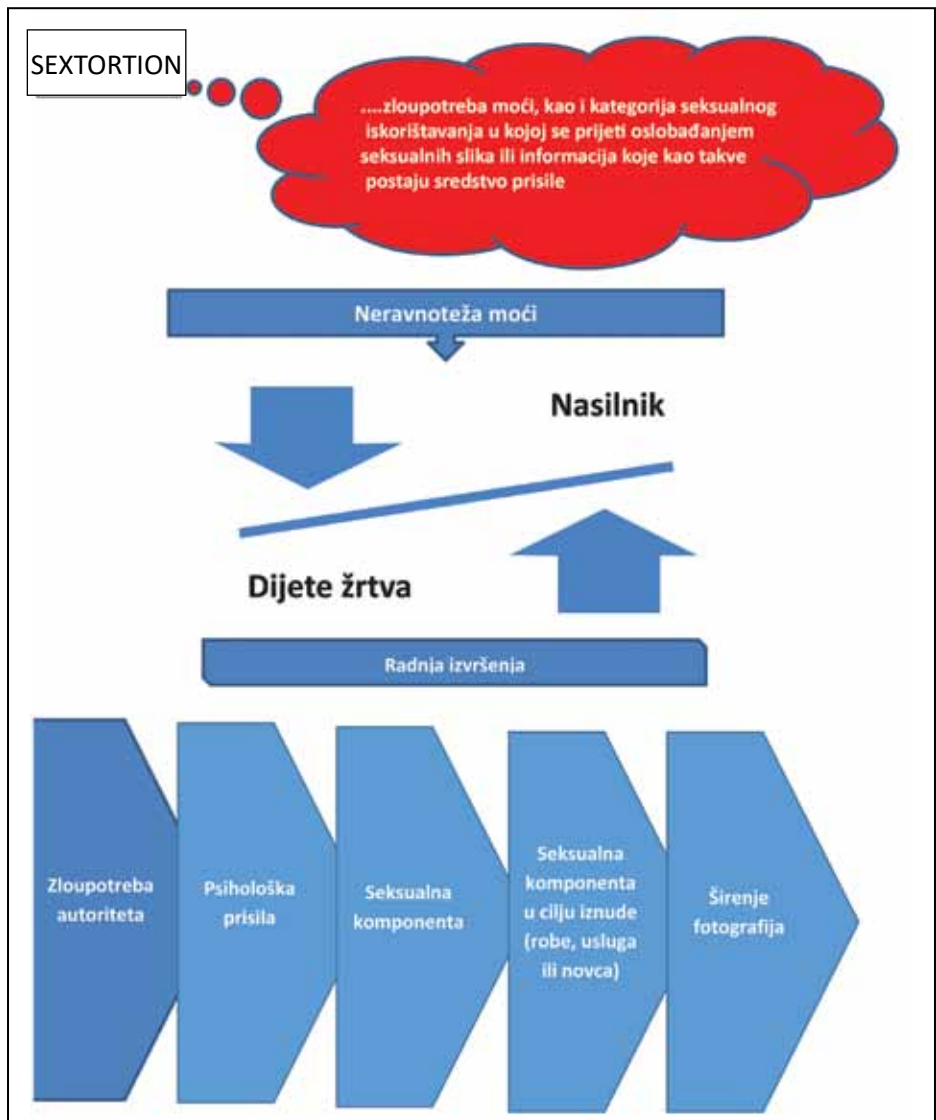 SEXTORTION
....zloupotreba moći, kao i kategorija seksualnog
iskorištavanja u kojoj se prijeti oslobađanjem
seksualnih slika ili informacija koje kao takve
postaju sredstvo prisile
Neravnoteža moći
Nasilnik
Dijete žrtva
Radnja izvršenja
Zloupotreba
autoriteta
Psihološka
prisila
Seksualna
komponenta
Seksualna
komponenta
u cilju iznude
(robe, usluga
ili novca)
Širenje
fotografija